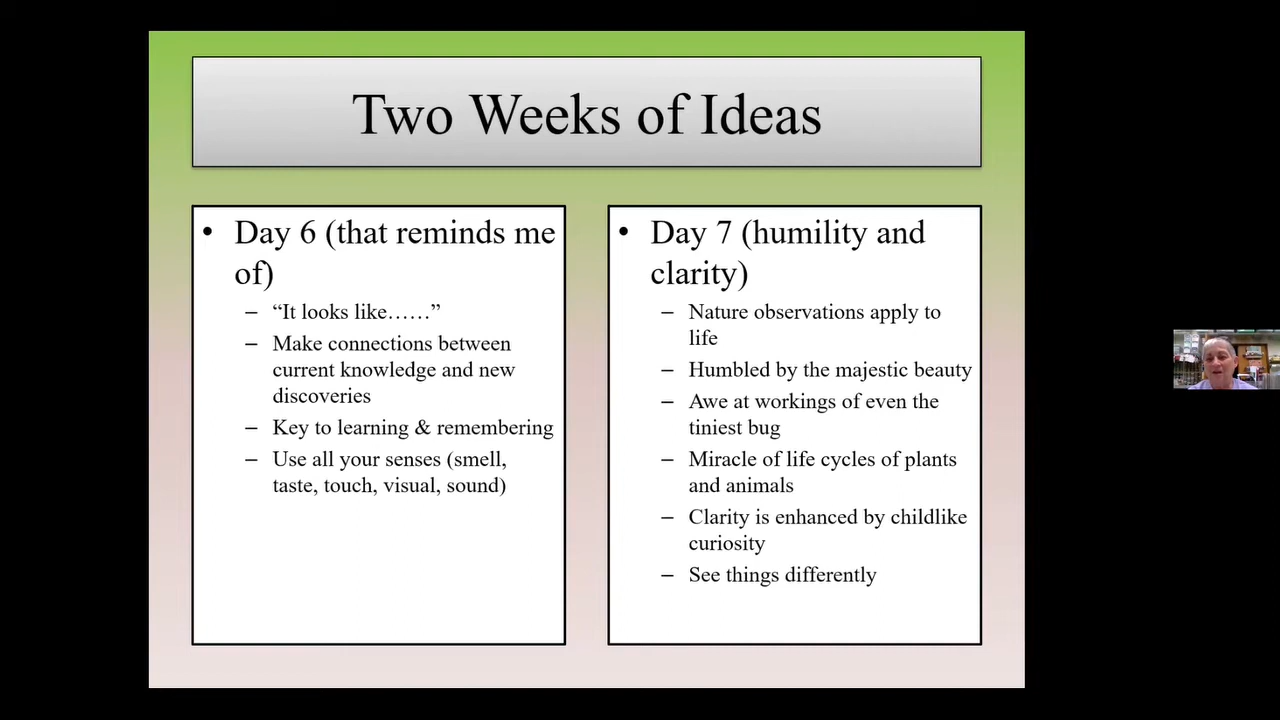 Two Weeks of Ideas
• Day 6 (that reminds me
of)
– “It looks like……”
– Make connections between
current knowledge and new
discoveries
– Key to learning & remembering
– Use all your senses (smell,
taste, touch, visual, sound)
• Day 7 (humility and
clarity)
– Nature observations apply to
life
– Humbled by the majestic beauty
– Awe at workings of even the
tiniest bug
– Miracle of life cycles of plants
and animals
– Clarity is enhanced by childlike
curiosity
– See things differently